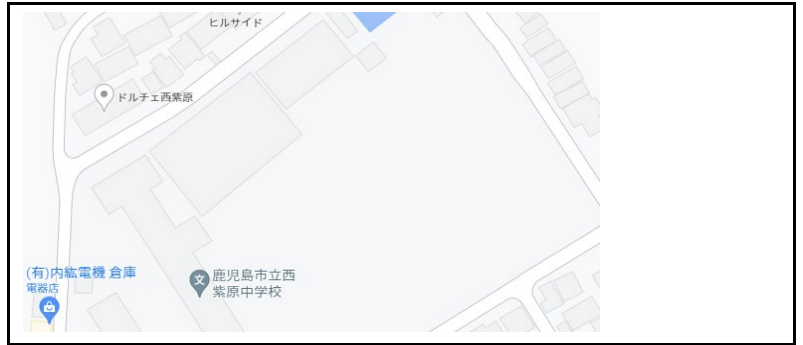 ヒルサイド
ドルチェ西紫原
(有)内紘電機 倉庫
電器店
文
鹿児島市立西
紫原中学校